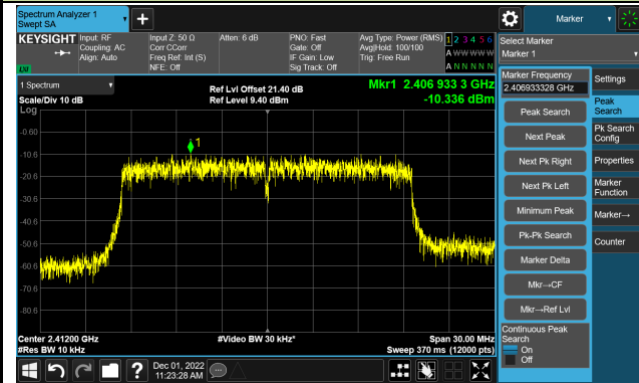 Spectrum Analyzer 1
Swept SA
Marker
KEYSIGHT
Input: RF
Coupling: AC
Align: Auto
Input Z: 50 Ω
Corr CCorr
Freq Ref: Int (S)
NFE: Off
Atten: 6 dB
PNO: Fast
Gate: Off
IF Gain: Low
Sig Track: Off
Avg Type: Power (RMS)
Avg|Hold: 100/100
Trig: Free Run
1 2 3 4 5 6
A W W W W W
A N N N N N
Select Marker
Marker 1
1 Spectrum
Scale/Div 10 dB
Log
Ref Lvl Offset 21.40 dB
Ref Level 9.40 dBm
Mkr1 2.406 933 3 GHz
-10.336 dBm
1
-0.60
-10.6
-20.6
-30.6
-40.6
-50.6
-60.6
-70.6
-80.6
Center 2.41200 GHz
#Res BW 10 kHz
#Video BW 30 kHz*
Span 30.00 MHz
Sweep 370 ms (12000 pts)
Marker Frequency
2.406933328 GHz
Peak Search
Next Peak
Next Pk Right
Next Pk Left
Minimum Peak
Pk-Pk Search
Marker Delta
Mkr→CF
Mkr→Ref Lvl
Continuous Peak
Search
On
Off
Settings
Peak
Search
Pk Search
Config
Properties
Marker
Function
Marker→
Counter
Dec 01, 2022
11:23:28 AM